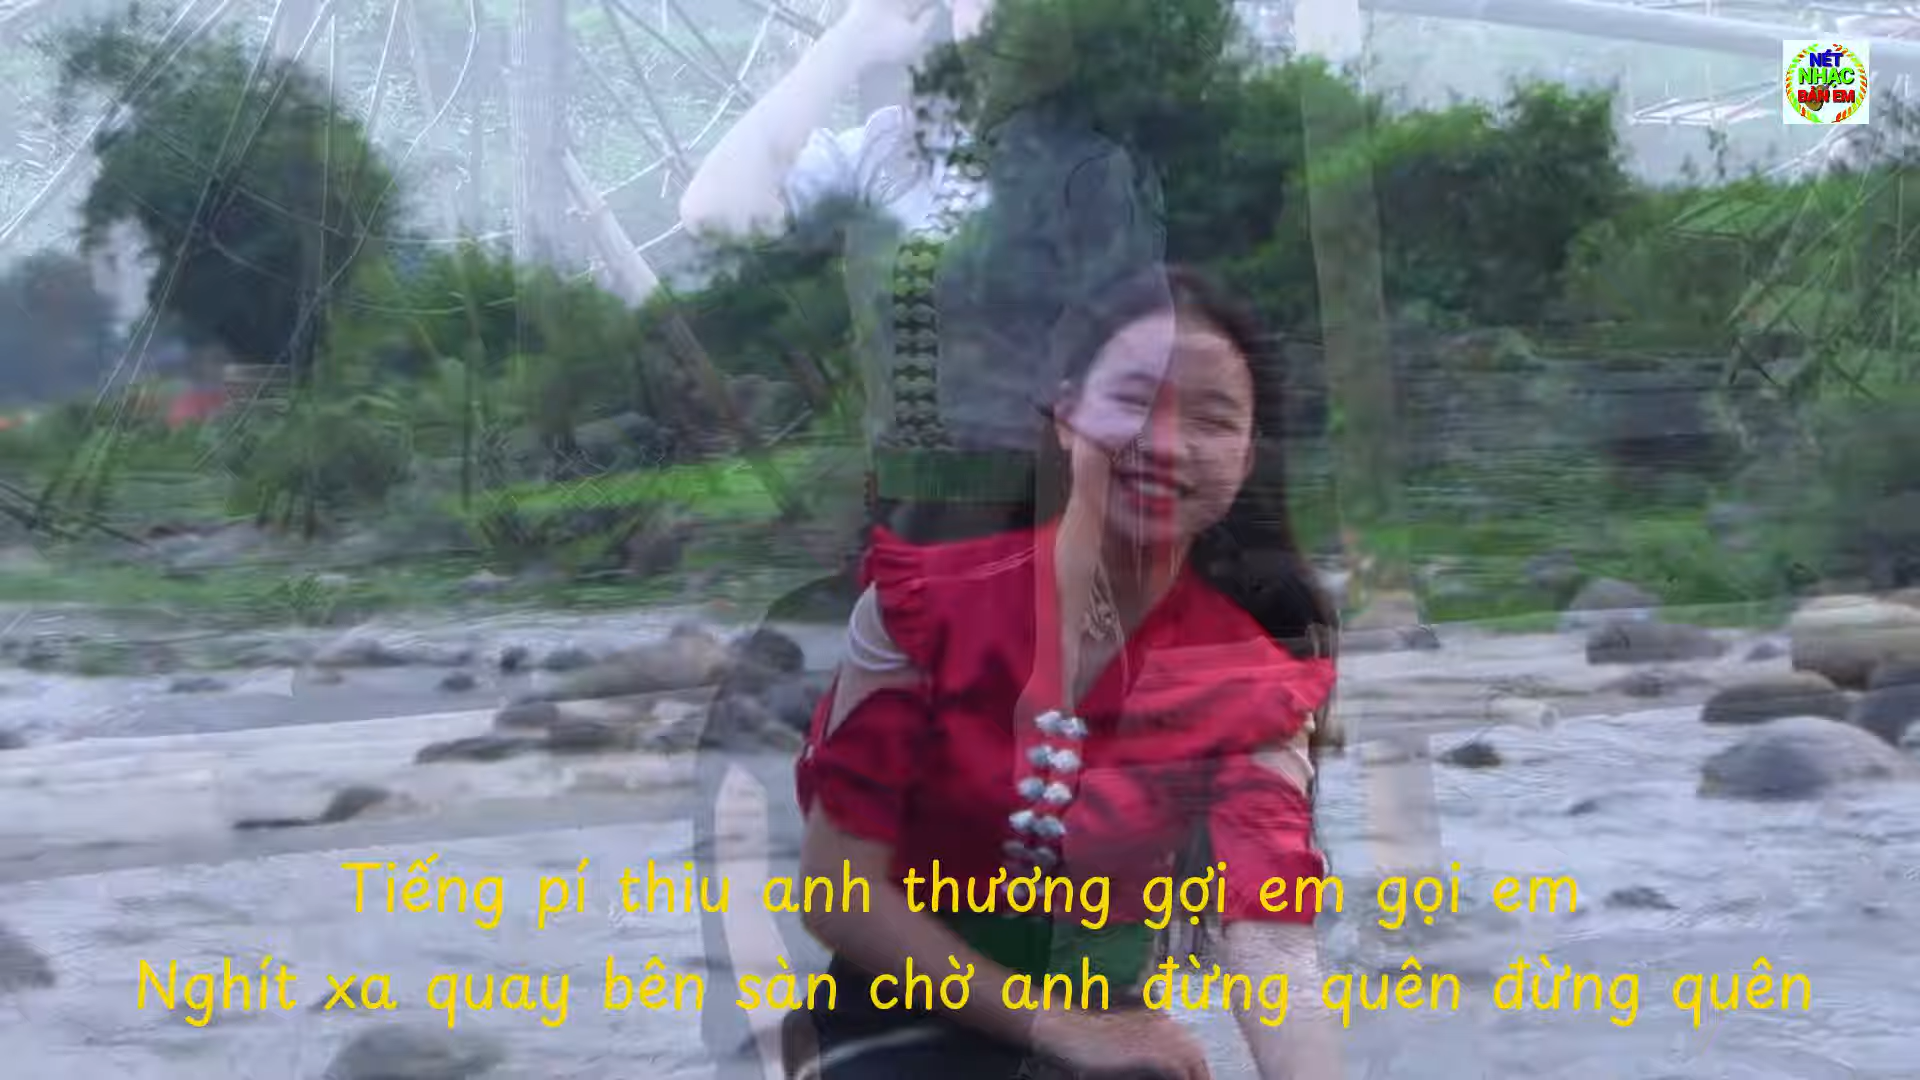 NÉT
NHẠC
BẢN EM
Tiếng pí thiu anh thương gợi em gọi em
Nghít xa quay bên sàn chờ anh đừng quên đừng quên